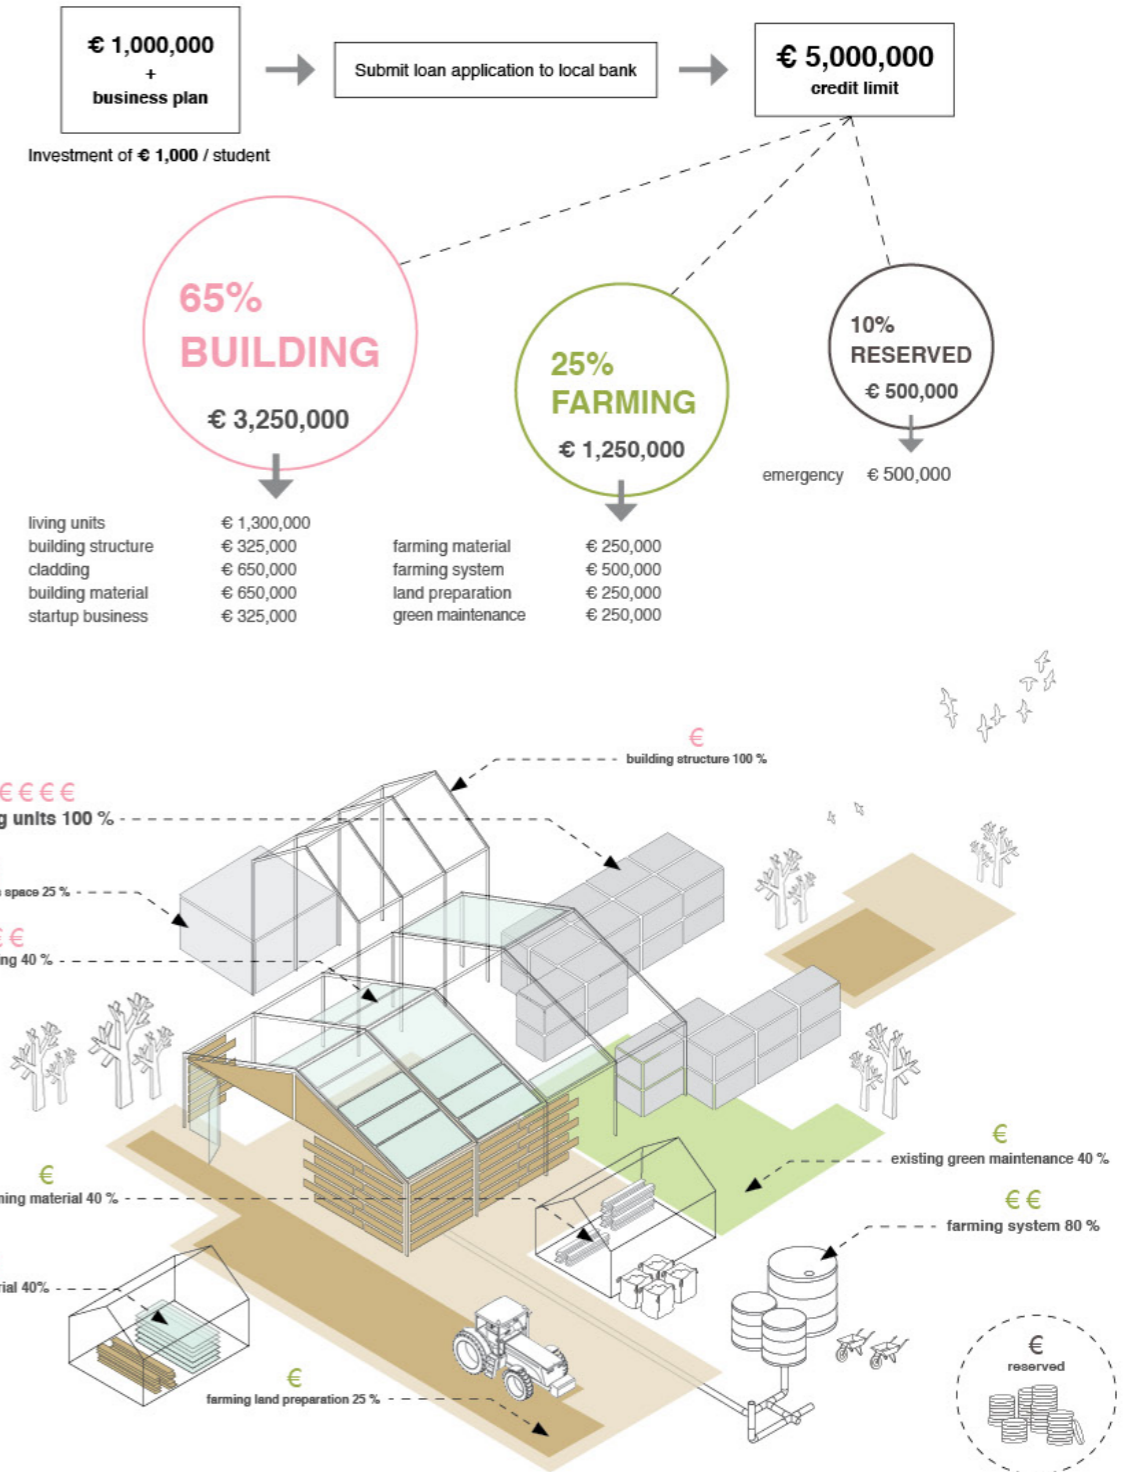 € 1,000,000
+
business plan
Submit loan application to local bank
€ 5,000,000
credit limit
Investment of € 1,000 / student
65%
BUILDING
€ 3,250,000
25%
FARMING
€ 1,250,000
10%
RESERVED
€ 500,000
emergency € 500,000
living units € 1,300,000
building structure € 325,000
cladding € 650,000
building material € 650,000
startup business € 325,000
farming material € 250,000
farming system € 500,000
land preparation € 250,000
green maintenance € 250,000
€
building structure 100 %
€ € € €
units 100 %
space 25 %
€
40 %
€
existing green maintenance 40 %
€
material 40 %
€ €
farming system 80 %
40%
€
farming land preparation 25 %
€
reserved